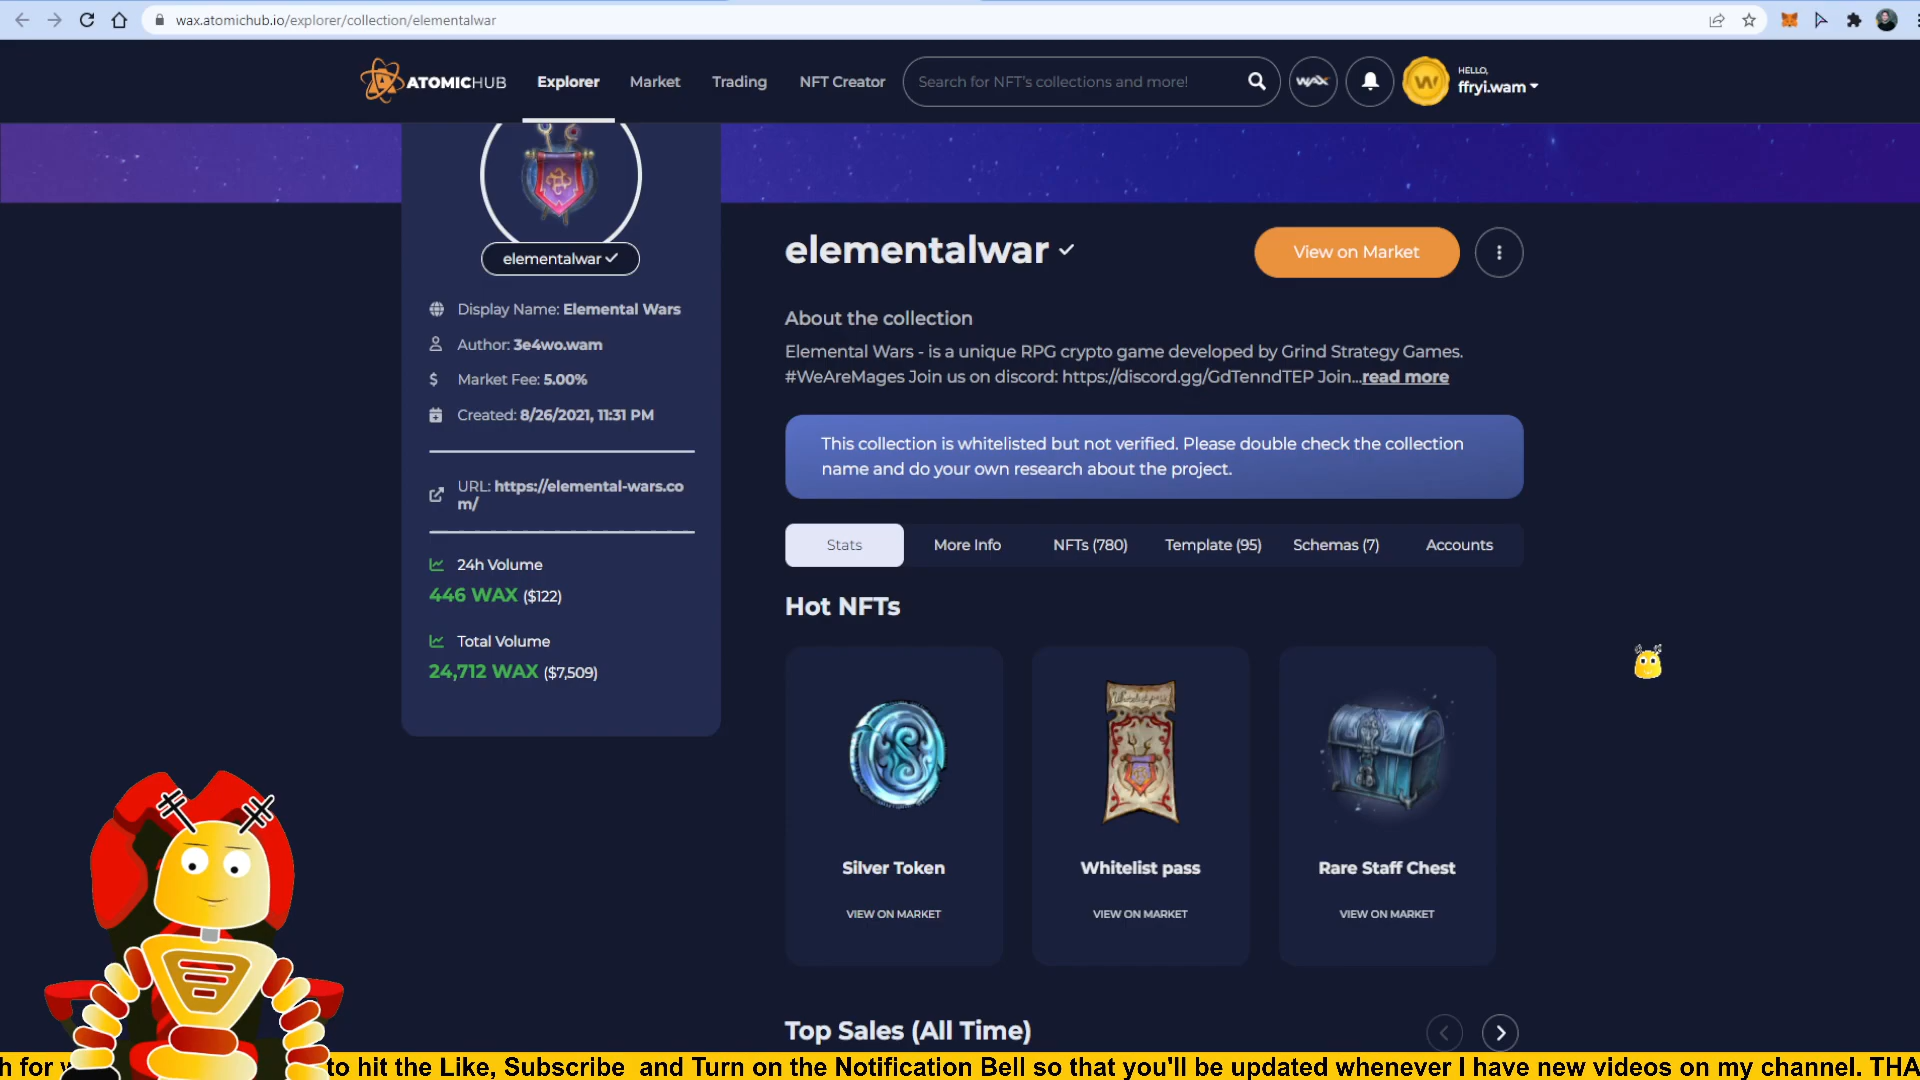 wax.atomichub.io/explorer/collection/elementalwar
ATOMICHUB
Explorer
Market
Trading
NFT Creator
Search for NFT's collections and more!
WAX
W
HELLO,
ffryi.wam
elementalwar
Display Name: Elemental Wars
Author: 3e4wo.wam
Market Fee: 5.00%
Created: 8/26/2021, 11:31 PM
URL: https://elemental-wars.co
m/
24h Volume
446 WAX ($122)
Total Volume
24,712 WAX ($7,509)
elementalwar
View on Market
About the collection
Elemental Wars - is a unique RPG crypto game developed by Grind Strategy Games.
#WeAreMages Join us on discord: https://discord.gg/GdTenndTEP Join...read more
This collection is whitelisted but not verified. Please double check the collection
name and do your own research about the project.
Stats
More Info
NFTs (780)
Template (95)
Schemas (7)
Accounts
Hot NFTs
Silver Token
VIEW ON MARKET
Whitelist pass
VIEW ON MARKET
Rare Staff Chest
VIEW ON MARKET
Top Sales (All Time)
h for to hit the Like, Subscribe and Turn on the Notification Bell so that you'll be updated whenever I have new videos on my channel. THA